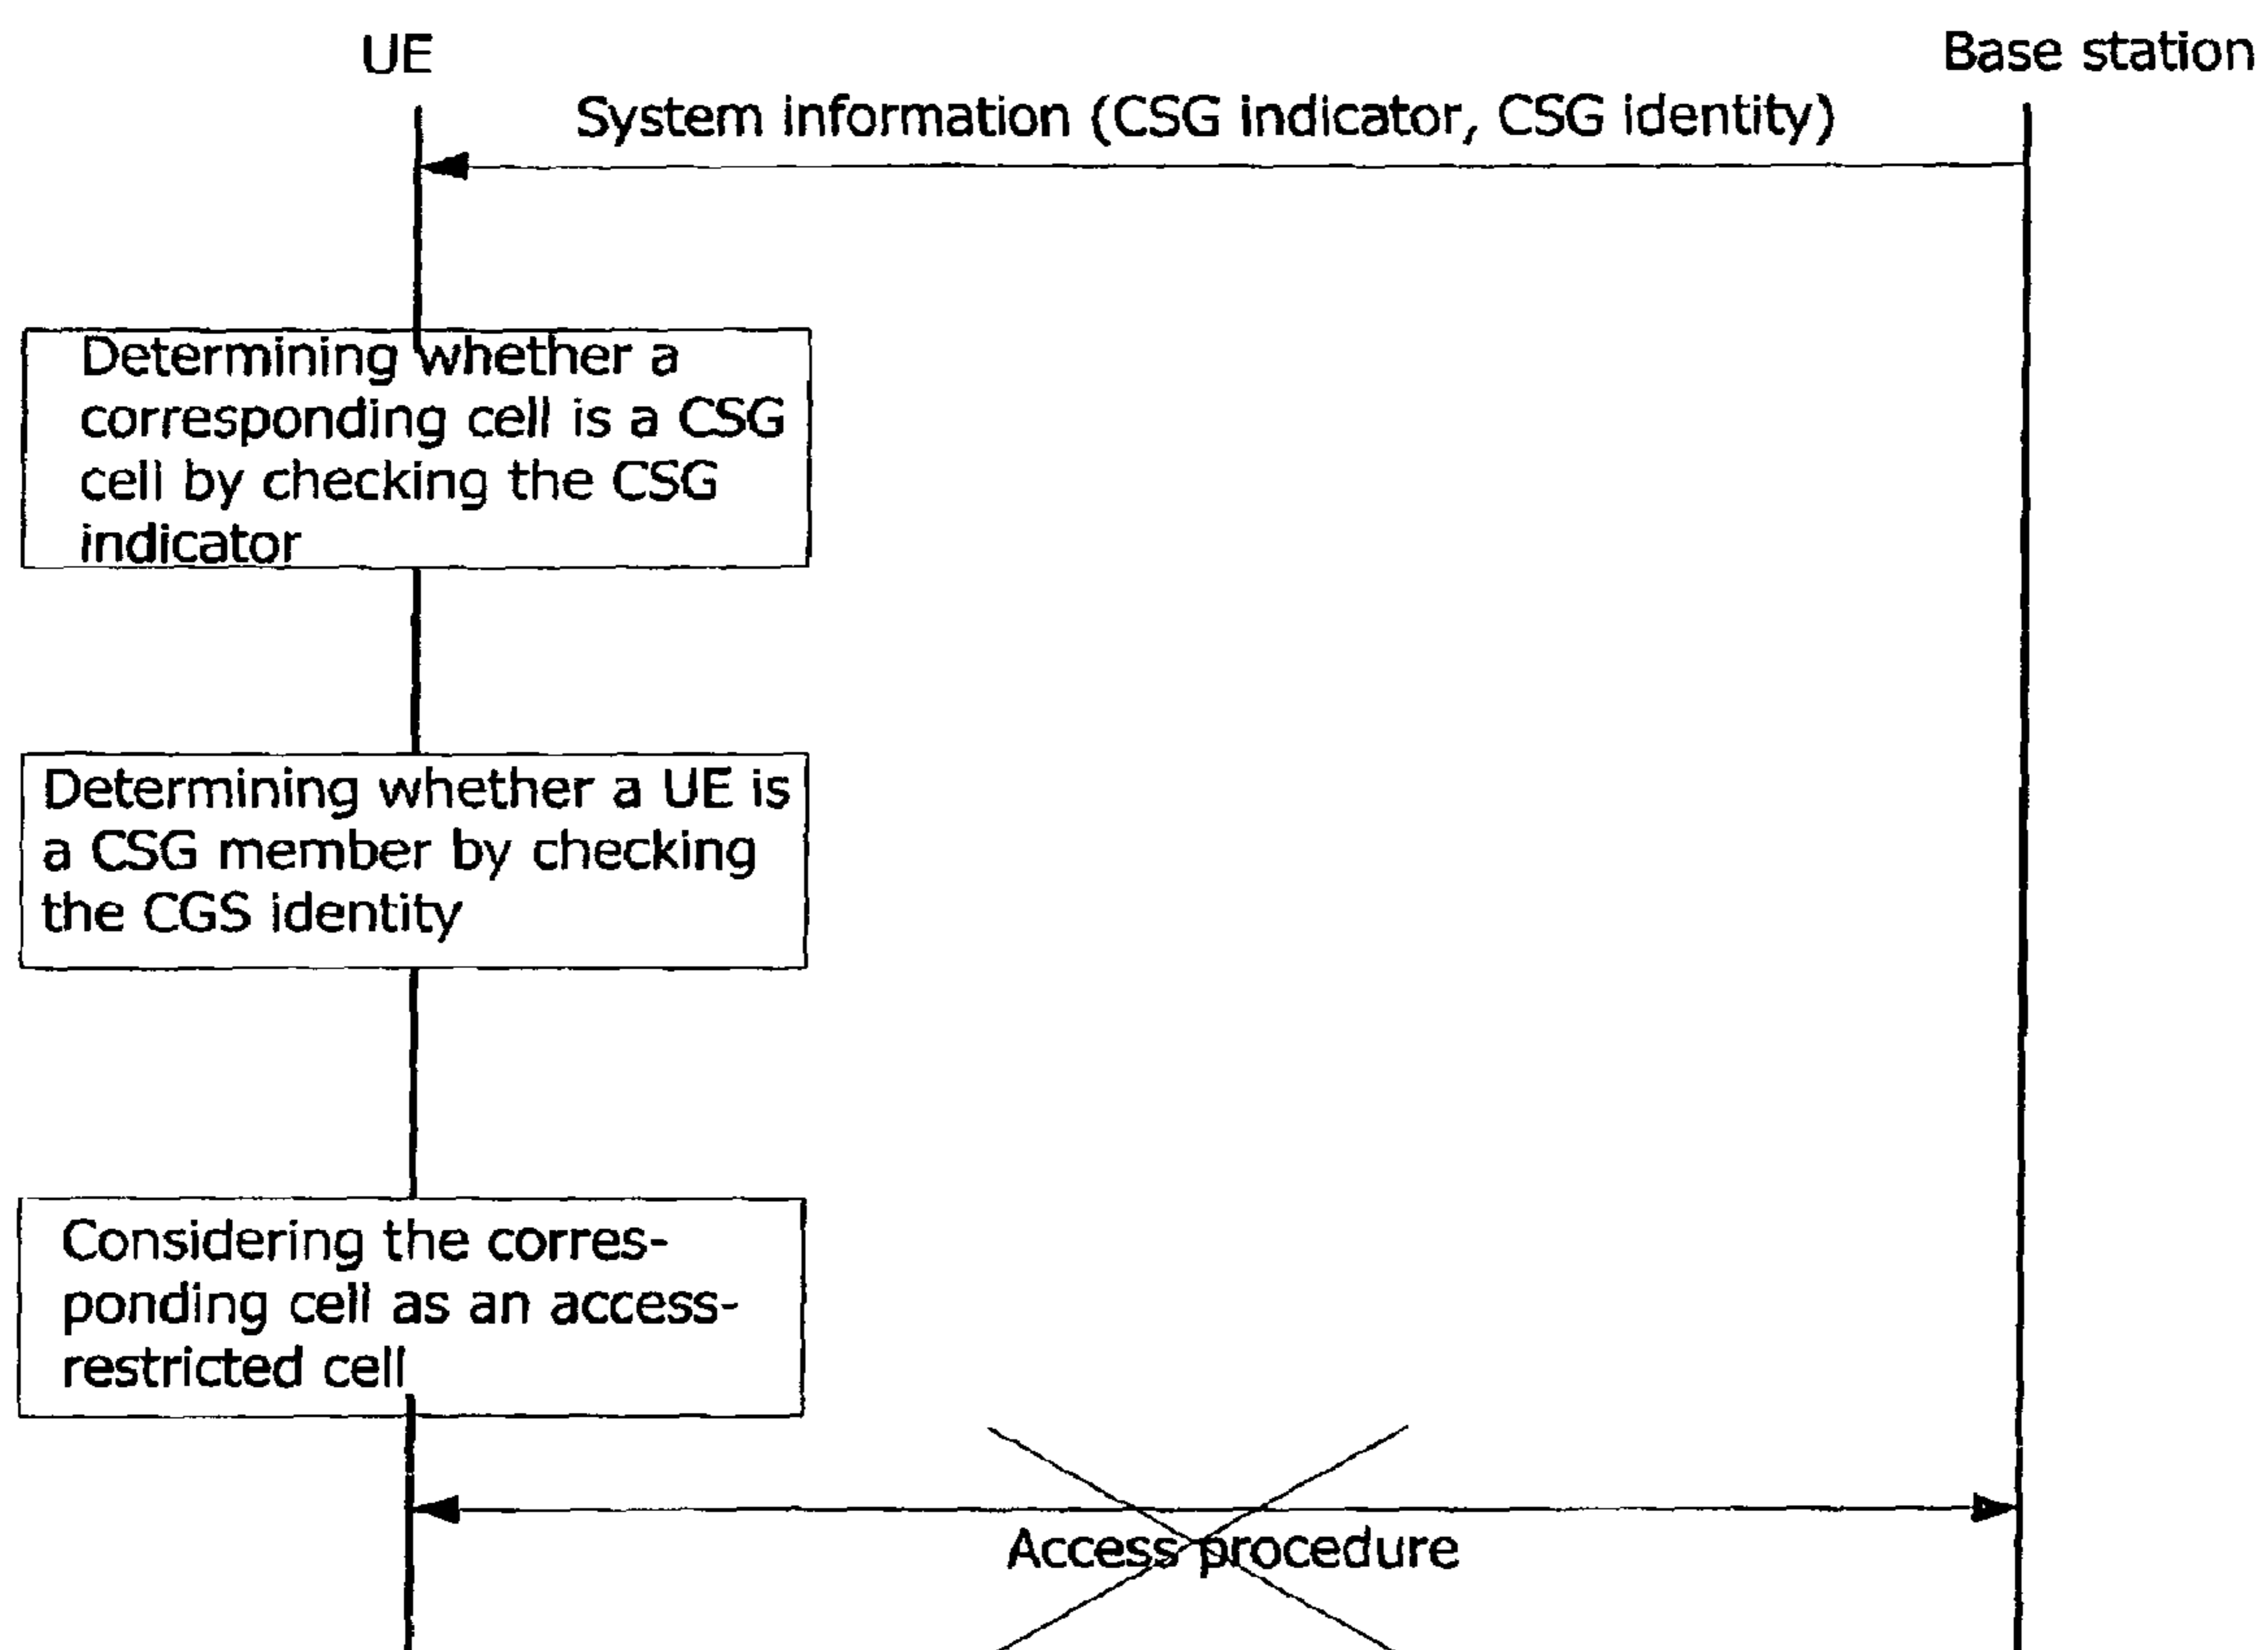 UE
Base station
System information (CSG indicator, CSG identity)
Determining whether a
corresponding cell is a CSG
cell by checking the CSG
indicator
Determining whether a UE is
a CSG member by checking
the CGS identity
Considering the corres-
ponding cell as an access-
restricted cell
Access procedure